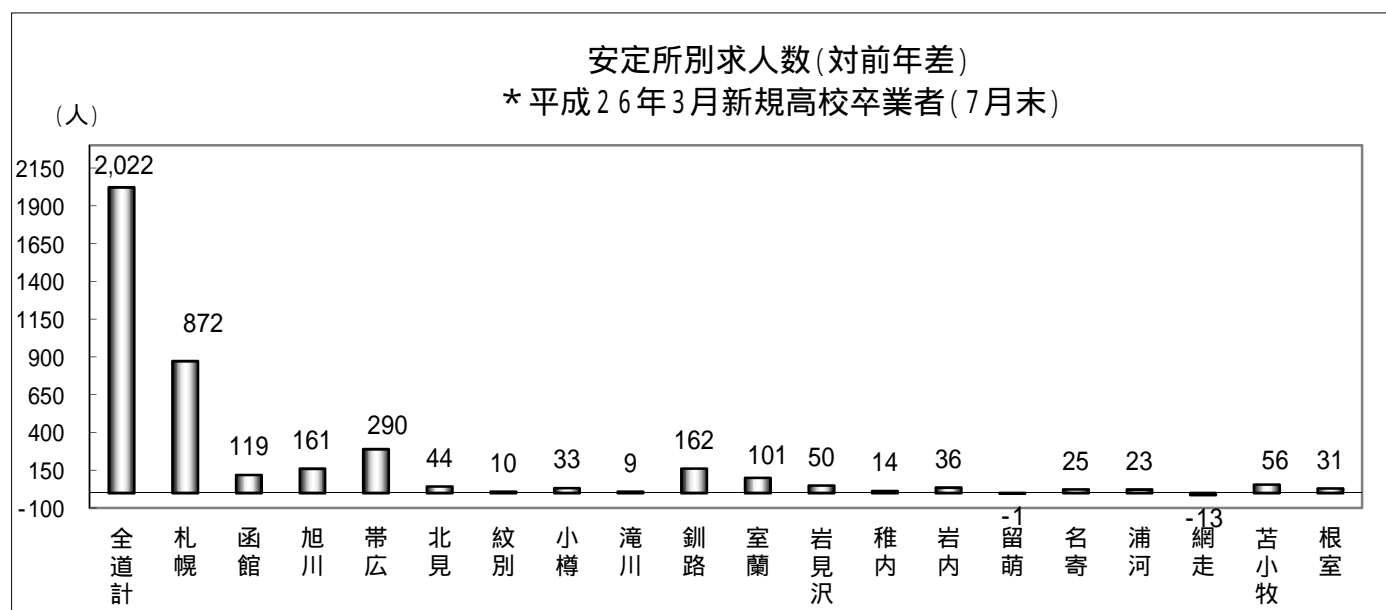 安定所別求人数(対前年差)
*平成26年3月新規高校卒業者(7月末)
(人)
2150
1900
1650
1400
1150
900
650
400
150
-100
2,022
872
119
161
290
44
10
33
9
162
101
50
14
36
-1
25
23
-13
56
31
全道計
札幌
函館
旭川
帯広
北見
紋別
小樽
滝川
釧路
室蘭
岩見沢
稚内
岩内
留萌
名寄
浦河
網走
苫小牧
根室